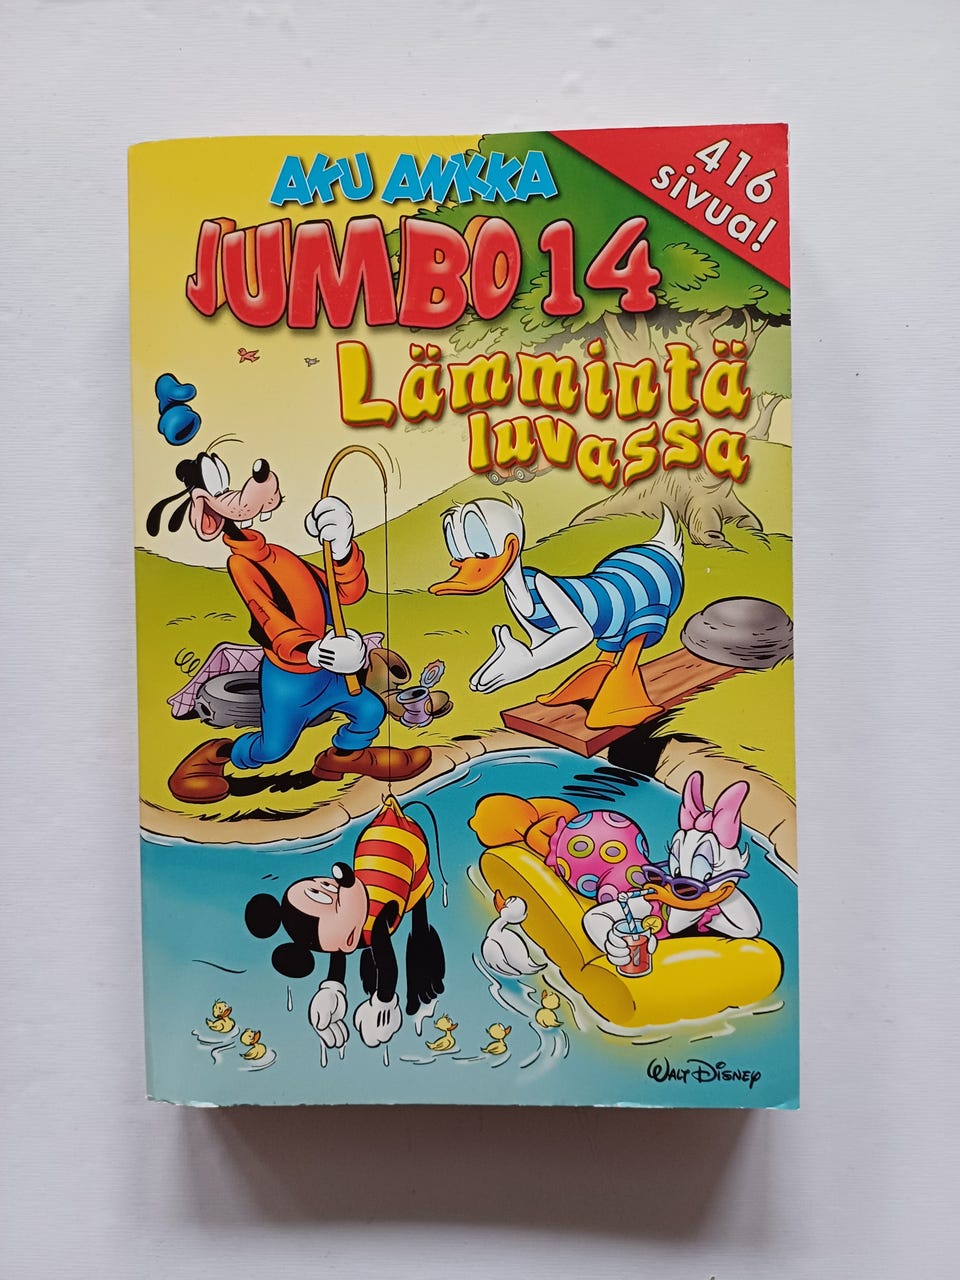 AKU ANKKA
JUMBO 14
416
sivua!
Lämmintä
luvassa
WALT DISNEY